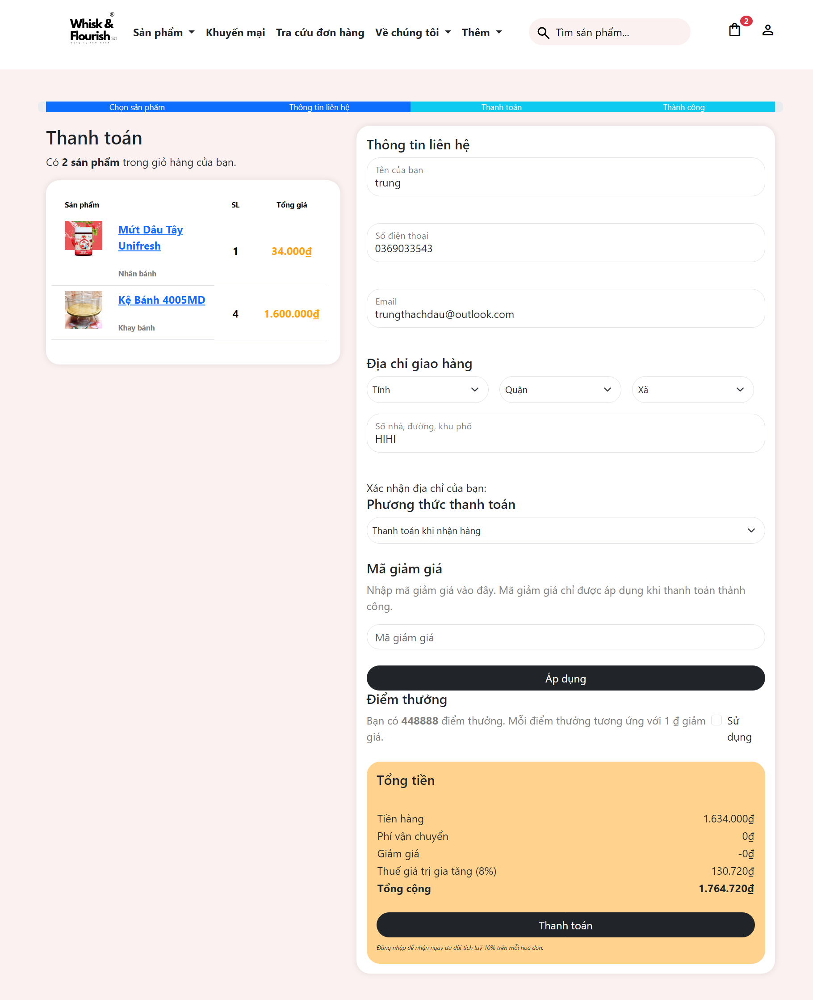 Whisk &
Flourish
®
Dụng cụ làm bánh
Sản phẩm
Khuyến mại
Tra cứu đơn hàng
Về chúng tôi
Thêm
Tìm sản phẩm...
2
Chọn sản phẩm
Thông tin liên hệ
Thanh toán
Thành công
Thanh toán
Có 2 sản phẩm trong giỏ hàng của bạn.
Sản phẩm SL Tổng giá
Mứt Dâu Tây
Unifresh
1 34.000₫
Nhân bánh
Kệ Bánh 4005MD
4 1.600.000₫
Khay bánh
Thông tin liên hệ
Tên của bạn
trung
Số điện thoại
0369033543
Email
trungthachdau@outlook.com
Địa chỉ giao hàng
Tỉnh
Quận
Xã
Số nhà, đường, khu phố
HIHI
Xác nhận địa chỉ của bạn:
Phương thức thanh toán
Thanh toán khi nhận hàng
Mã giảm giá
Nhập mã giảm giá vào đây. Mã giảm giá chỉ được áp dụng khi thanh toán thành
công.
Mã giảm giá
Áp dụng
Điểm thưởng
Bạn có 448888 điểm thưởng. Mỗi điểm thưởng tương ứng với 1 ₫ giảm
giá.
Sử
dụng
Tổng tiền
Tiền hàng 1.634.000₫
Phí vận chuyển 0₫
Giảm giá -0₫
Thuế giá trị gia tăng (8%) 130.720₫
Tổng cộng 1.764.720₫
Thanh toán
Đăng nhập để nhận ngay ưu đãi tích luỹ 10% trên mỗi hoá đơn.